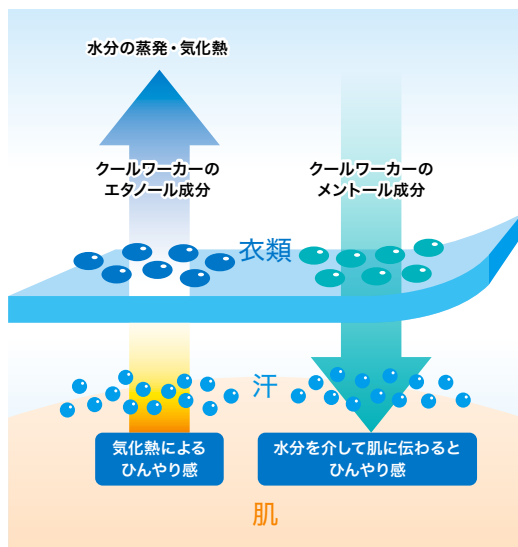 水分の蒸発・気化熱
クールワーカーの
エタノール成分
クールワーカーの
メントール成分
衣類
汗
気化熱による
ひんやり感
水分を介して肌に伝わると
ひんやり感
肌